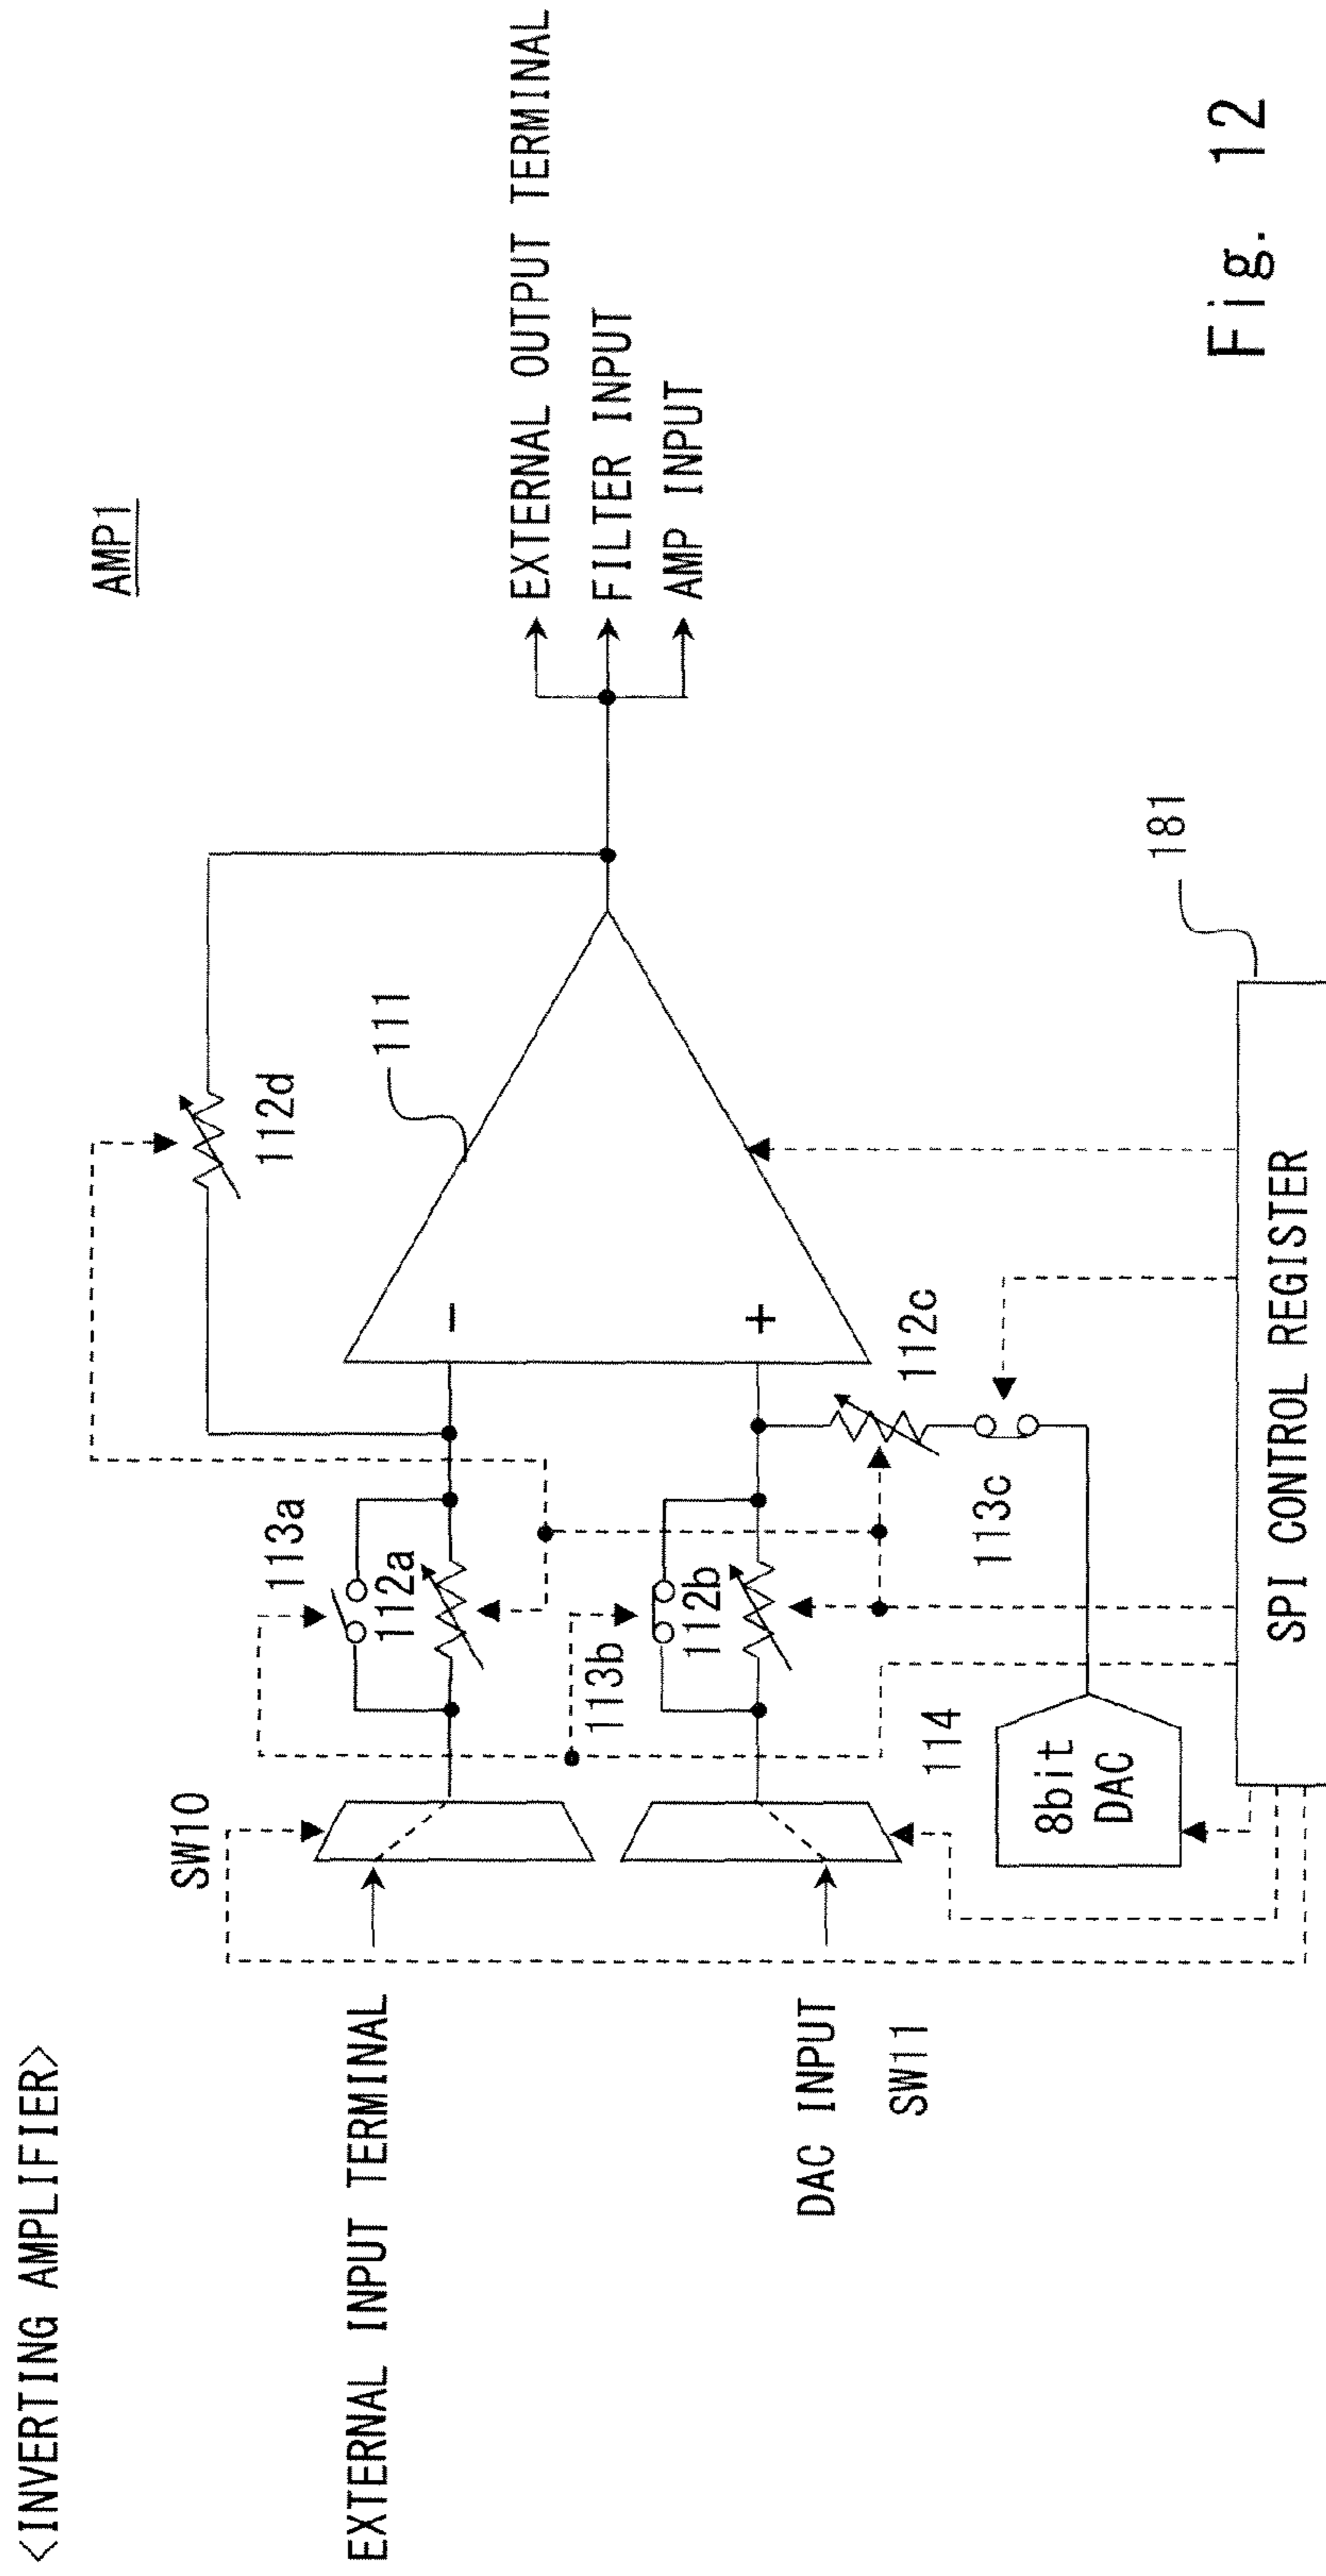 <INVERTING AMPLIFIER>
AMP1
112d
111
SW10
113a
112a
EXTERNAL INPUT TERMINAL
−
EXTERNAL OUTPUT TERMINAL
FILTER INPUT
AMP INPUT
113b
112b
+
112c
DAC INPUT
SW11
114
113c
8bit
DAC
181
SPI CONTROL REGISTER
Fig. 12